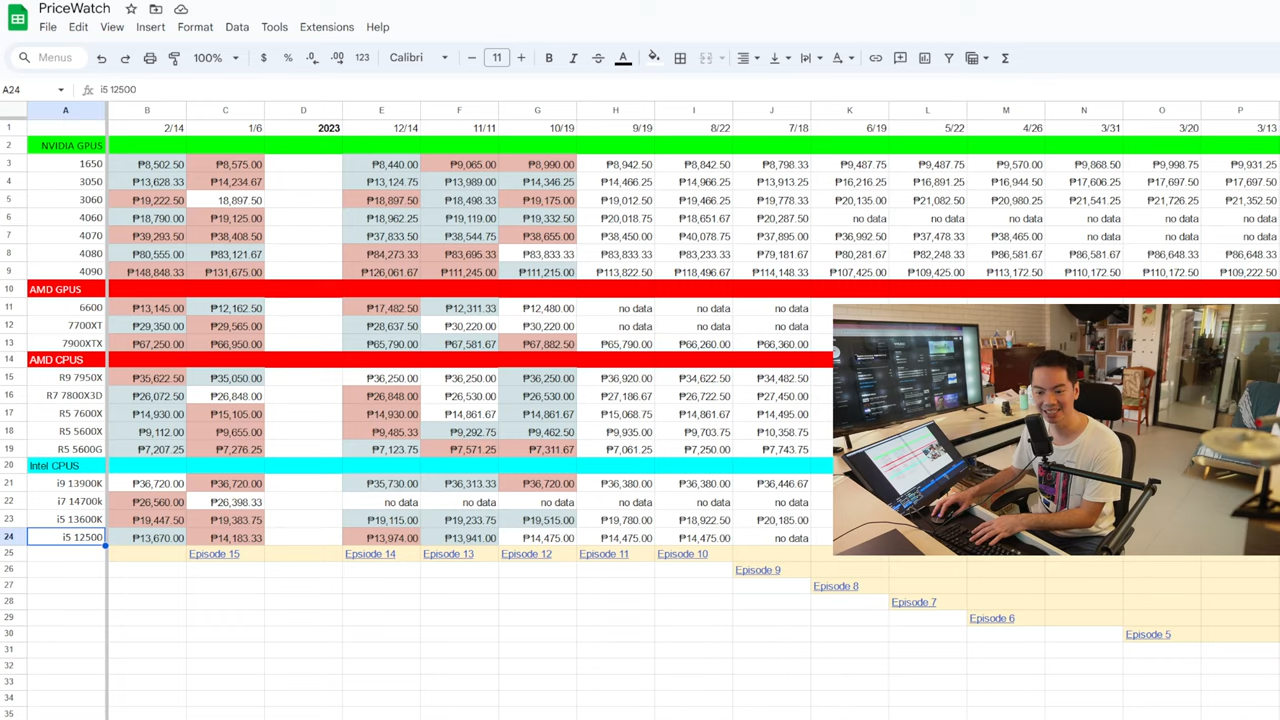 PriceWatch
File Edit View Insert Format Data Tools Extensions Help
Menus 100% $ % .0 .00 123 Calibri 11 B I A
A24 i5 12500
A B C D E F G H I J K L M N O P
1 2/14 1/6 2023 12/14 11/11 10/19 9/19 8/22 7/18 6/19 5/22 4/26 3/31 3/20 3/13
2 NVIDIA GPUS
3 1650 ₱8,502.50 ₱8,575.00 ₱8,440.00 ₱9,065.00 ₱8,990.00 ₱8,942.50 ₱8,842.50 ₱8,798.33 ₱9,487.75 ₱9,487.75 ₱9,570.00 ₱9,868.50 ₱9,998.75 ₱9,931.25
4 3050 ₱13,628.33 ₱14,234.67 ₱13,124.75 ₱13,989.00 ₱14,346.25 ₱14,466.25 ₱14,966.25 ₱13,913.25 ₱16,216.25 ₱16,891.25 ₱16,944.50 ₱17,606.25 ₱17,697.50 ₱17,697.50
5 3060 ₱19,222.50 18,897.50 ₱18,897.50 ₱18,498.33 ₱19,175.00 ₱19,012.50 ₱19,466.25 ₱19,778.33 ₱20,135.00 ₱21,082.50 ₱20,980.25 ₱21,541.25 ₱21,726.25 ₱21,352.50
6 4060 ₱18,790.00 ₱19,125.00 ₱18,962.25 ₱19,119.00 ₱19,332.50 ₱20,018.75 ₱18,651.67 ₱20,287.50 no data no data no data no data no data no data
7 4070 ₱39,293.50 ₱38,408.50 ₱37,833.50 ₱38,544.75 ₱38,655.00 ₱38,450.00 ₱40,078.75 ₱37,895.00 ₱36,992.50 ₱37,478.33 ₱38,465.00 no data no data no data
8 4080 ₱80,555.00 ₱83,121.67 ₱84,273.33 ₱83,695.33 ₱83,833.33 ₱83,833.33 ₱83,233.33 ₱79,181.67 ₱80,281.67 ₱82,248.33 ₱86,581.67 ₱86,581.67 ₱86,648.33 ₱86,648.33
9 4090 ₱148,848.33 ₱131,675.00 ₱126,061.67 ₱111,245.00 ₱111,215.00 ₱113,822.50 ₱118,496.67 ₱114,148.33 ₱107,425.00 ₱109,425.00 ₱113,172.50 ₱110,172.50 ₱110,172.50 ₱109,222.50
10 AMD GPUS
11 6600 ₱13,145.00 ₱12,162.50 ₱17,482.50 ₱12,311.33 ₱12,480.00 no data no data no data
12 7700XT ₱29,350.00 ₱29,565.00 ₱28,637.50 ₱30,220.00 ₱30,220.00 no data no data no data
13 7900XTX ₱67,250.00 ₱66,950.00 ₱65,790.00 ₱67,581.67 ₱67,882.50 ₱65,790.00 ₱66,260.00 ₱66,360.00
14 AMD CPUS
15 R9 7950X ₱35,622.50 ₱35,050.00 ₱36,250.00 ₱36,250.00 ₱36,250.00 ₱36,920.00 ₱34,622.50 ₱34,482.50
16 R7 7800X3D ₱26,072.50 ₱26,848.00 ₱26,848.00 ₱26,530.00 ₱26,530.00 ₱27,186.67 ₱26,722.50 ₱27,450.00
17 R5 7600X ₱14,930.00 ₱15,105.00 ₱14,930.00 ₱14,861.67 ₱14,861.67 ₱15,068.75 ₱14,861.67 ₱14,495.00
18 R5 5600X ₱9,112.00 ₱9,655.00 ₱9,485.33 ₱9,292.75 ₱9,462.50 ₱9,935.00 ₱9,703.75 ₱10,358.75
19 R5 5600G ₱7,207.25 ₱7,276.25 ₱7,123.75 ₱7,571.25 ₱7,311.67 ₱7,061.25 ₱7,250.00 ₱7,743.75
20 Intel CPUS
21 i9 13900K ₱36,720.00 ₱36,720.00 ₱35,730.00 ₱36,313.33 ₱36,720.00 ₱36,380.00 ₱36,380.00 ₱36,446.67
22 i7 14700k ₱26,560.00 ₱26,398.33 no data no data no data no data no data no data
23 i5 13600K ₱19,447.50 ₱19,383.75 ₱19,115.00 ₱19,233.75 ₱19,515.00 ₱19,780.00 ₱18,922.50 ₱20,185.00
24 i5 12500 ₱13,670.00 ₱14,183.33 ₱13,974.00 ₱13,941.00 ₱14,475.00 ₱14,475.00 ₱14,475.00 no data
25 Episode 15 Episode 14 Episode 13 Episode 12 Episode 11 Episode 10
26 Episode 9
27 Episode 8
28 Episode 7
29 Episode 6
30 Episode 5
31
32
33
34
35